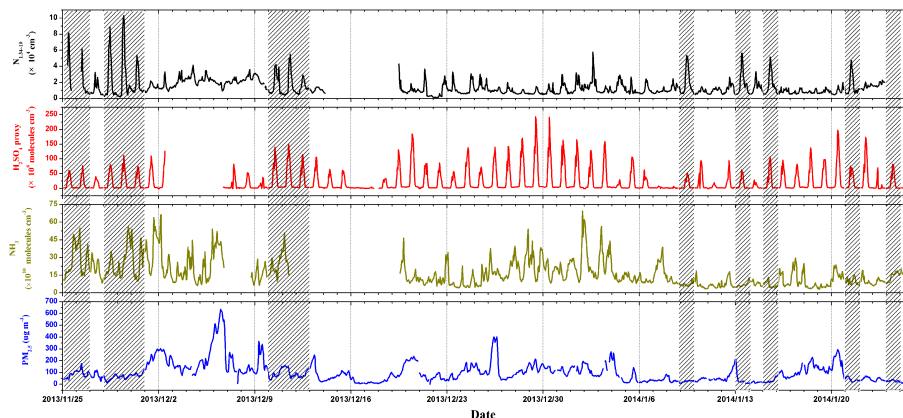 N1.34-10
(× 10⁴ cm⁻³)
10
8
6
4
2
0
H2SO4 proxy
(× 10⁶ molecules cm⁻³)
250
200
150
100
50
0
NH3
(×10¹⁰ molecules cm⁻³)
75
60
45
30
15
0
PM2.5 (ug m⁻³)
600
500
400
300
200
100
0
2013/11/25 2013/12/2 2013/12/9 2013/12/16 2013/12/23 2013/12/30 2014/1/6 2014/1/13 2014/1/20
Date